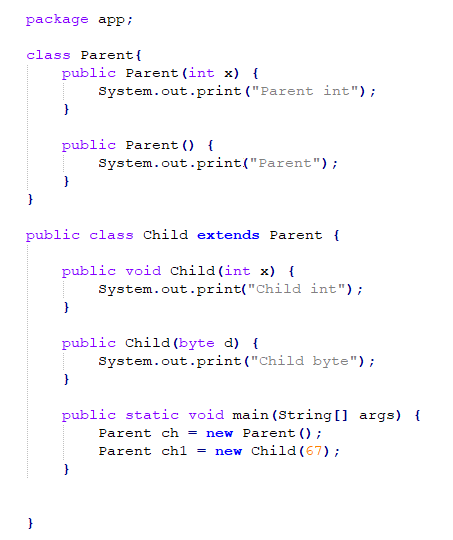 package app;
class Parent{
public Parent(int x) {
System.out.print("Parent int");
}
public Parent() {
System.out.print("Parent");
}
}
public class Child extends Parent {
public void Child(int x) {
System.out.print("Child int");
}
public Child(byte d) {
System.out.print("Child byte");
}
public static void main(String[] args) {
Parent ch = new Parent();
Parent ch1 = new Child(67);
}
}